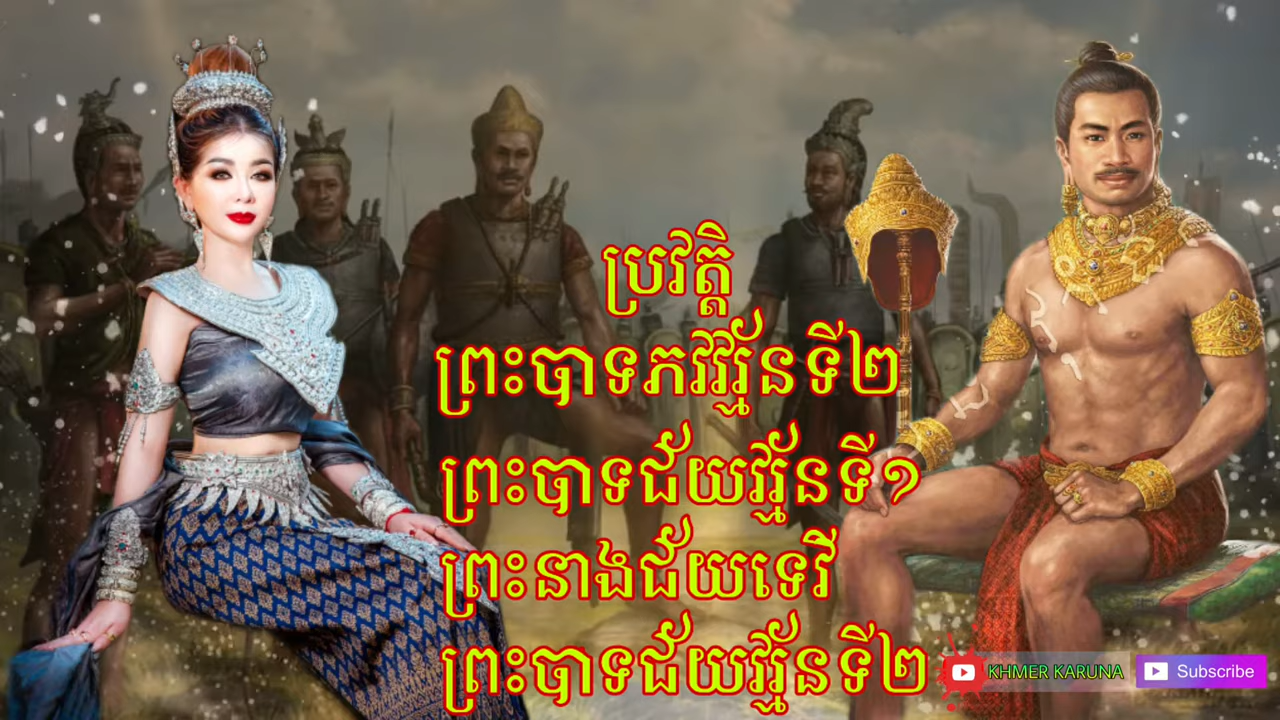 ប្រវត្តិ
ព្រះបាទភវវរ្ម័នទី២
ព្រះបាទជ័យវរ្ម័នទី១
ព្រះនាងជ័យទេវី
ព្រះបាទជ័យវរ្ម័នទី២
KHMER KARUNA
Subscribe